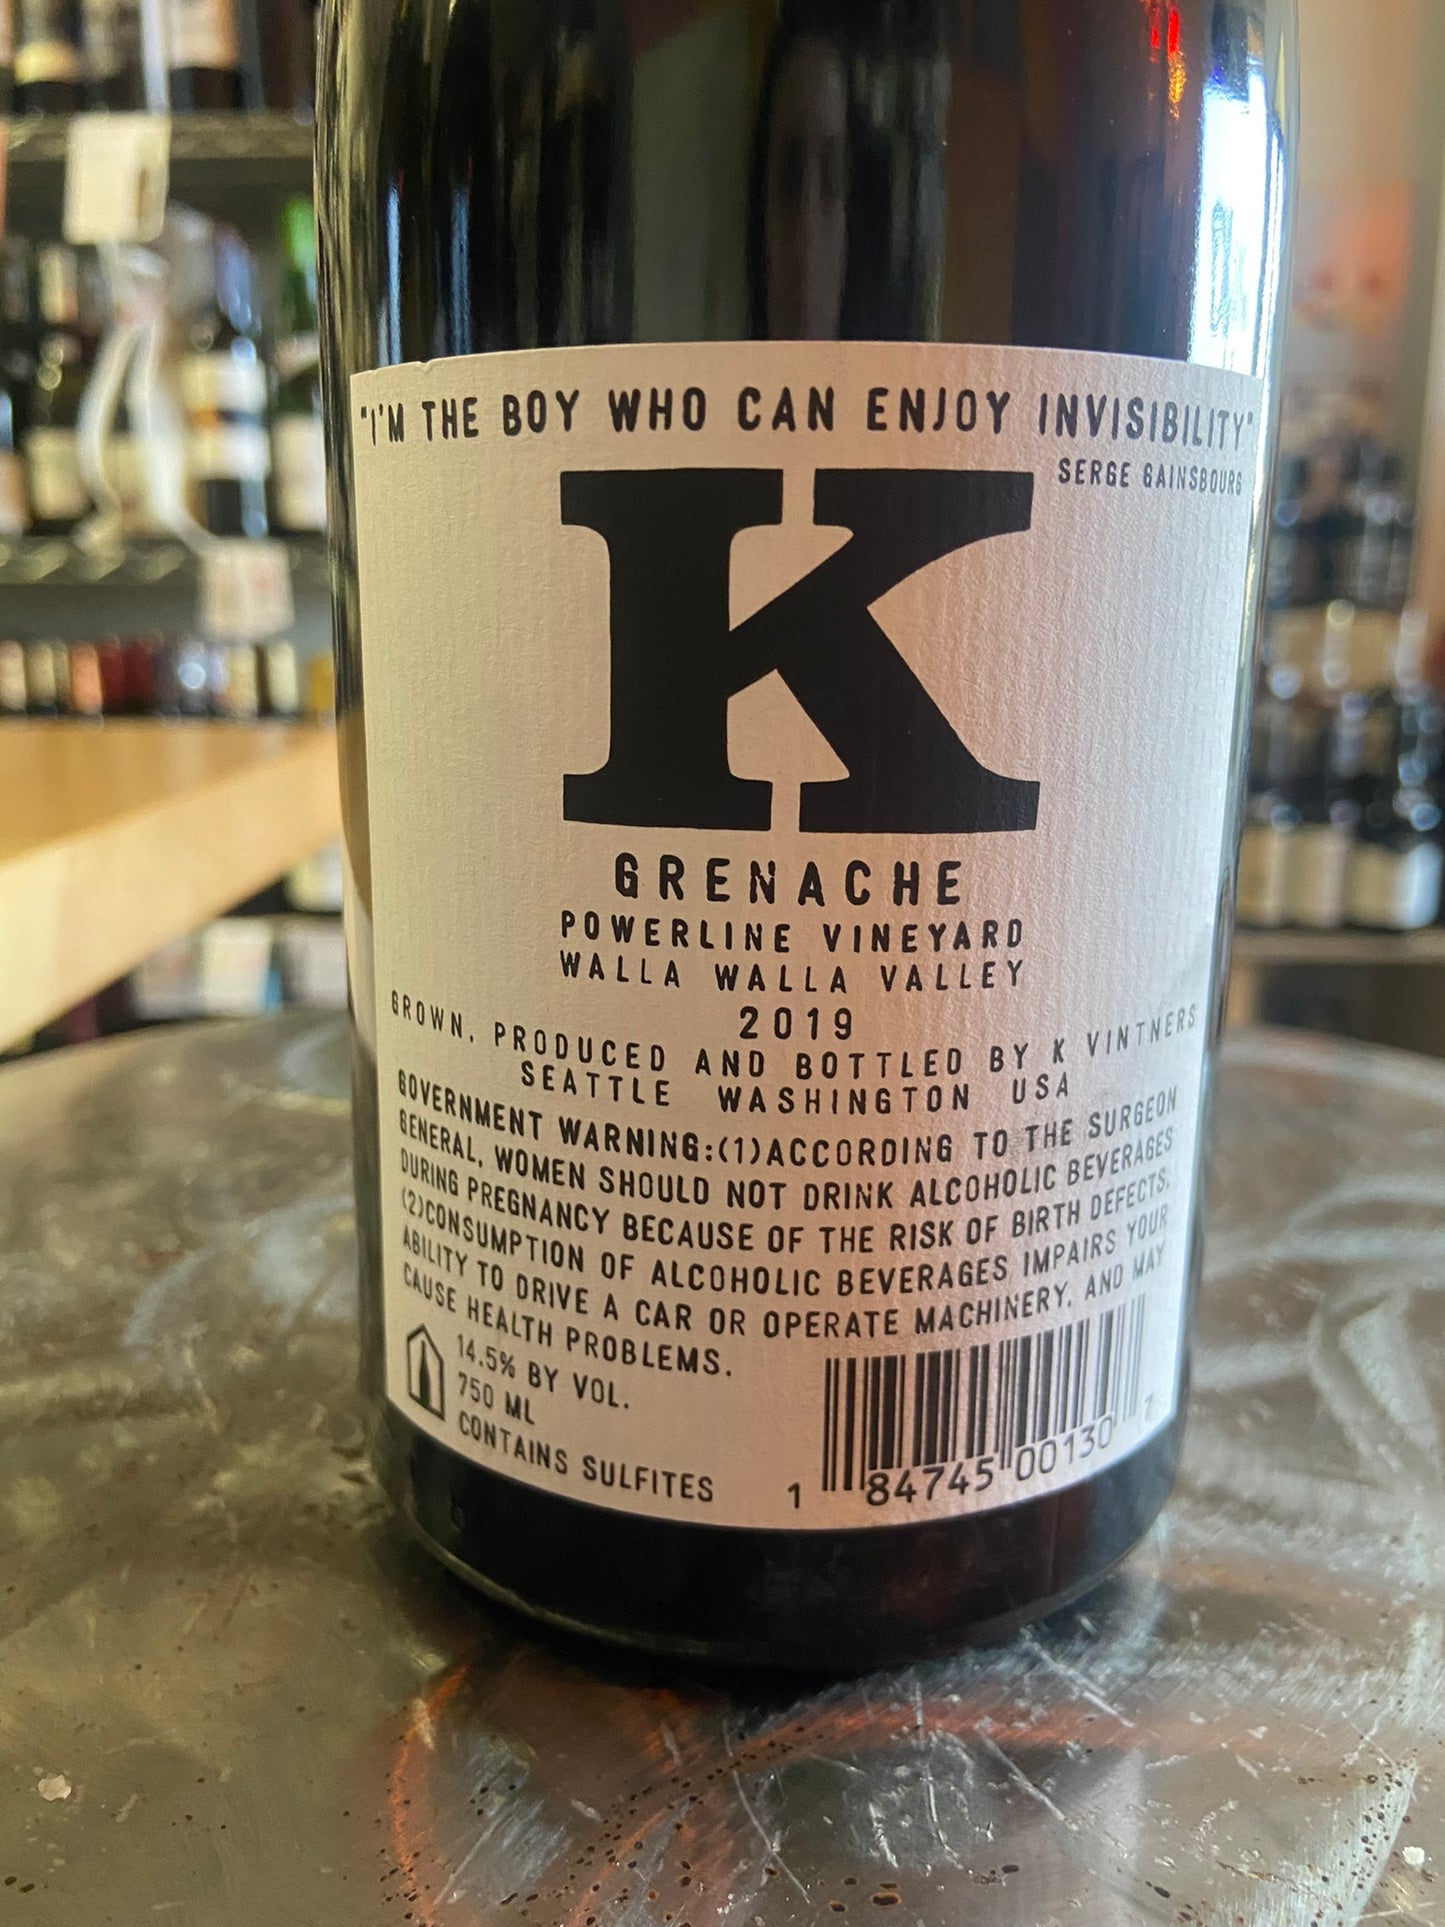 "I'M THE BOY WHO CAN ENJOY INVISIBILITY"
SERGE GAINSBOURG
K
GRENACHE
POWERLINE VINEYARD
WALLA WALLA VALLEY
2019
GROWN, PRODUCED AND BOTTLED BY K VINTNERS
SEATTLE WASHINGTON USA
GOVERNMENT WARNING:(1)ACCORDING TO THE SURGEON
GENERAL, WOMEN SHOULD NOT DRINK ALCOHOLIC BEVERAGES
DURING PREGNANCY BECAUSE OF THE RISK OF BIRTH DEFECTS.
(2)CONSUMPTION OF ALCOHOLIC BEVERAGES IMPAIRS YOUR
ABILITY TO DRIVE A CAR OR OPERATE MACHINERY, AND MAY
CAUSE HEALTH PROBLEMS.
14.5% BY VOL.
750 ML
CONTAINS SULFITES
1 84745 00130 7